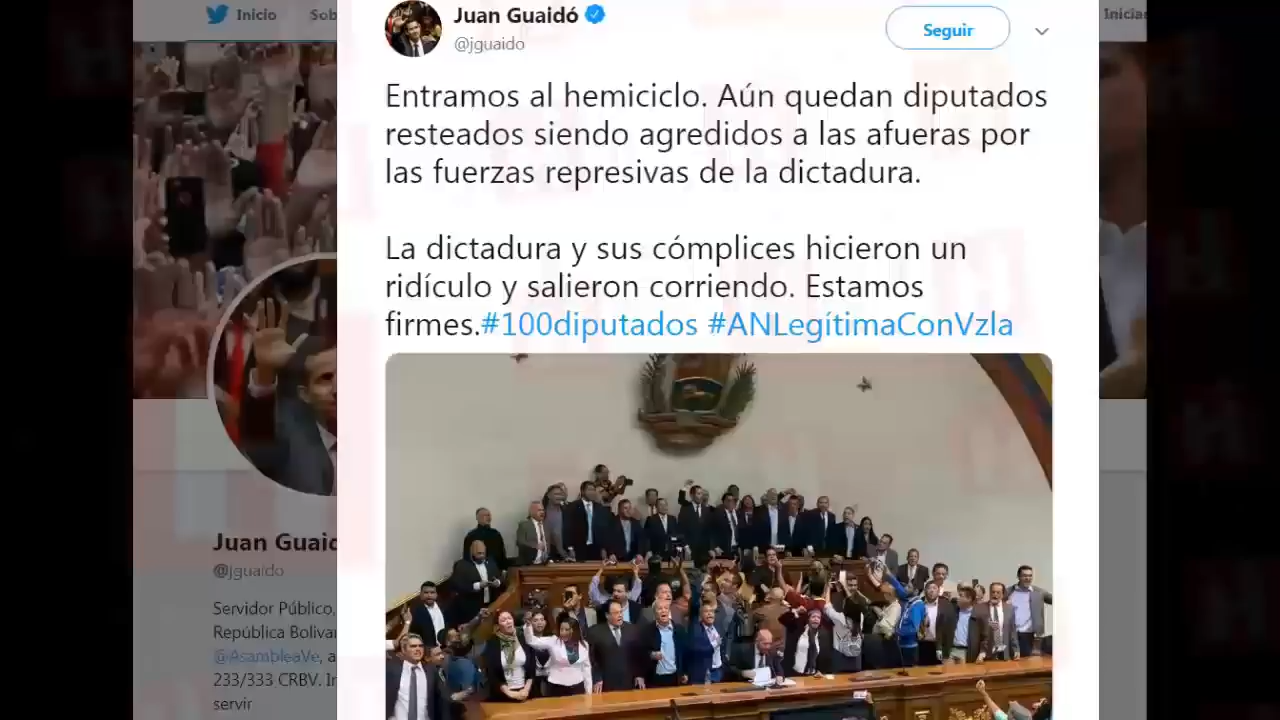 Inicio
Juan Guaidó
@jguaido
Seguir
Entramos al hemiciclo. Aún quedan diputados
resteados siendo agredidos a las afueras por
las fuerzas represivas de la dictadura.
La dictadura y sus cómplices hicieron un
ridículo y salieron corriendo. Estamos
firmes.#100diputados #ANLegítimaConVzla
Juan
@jguaido
Servidor Público,
República
@AsambleaVe, a
233/333 CRBV.
servir